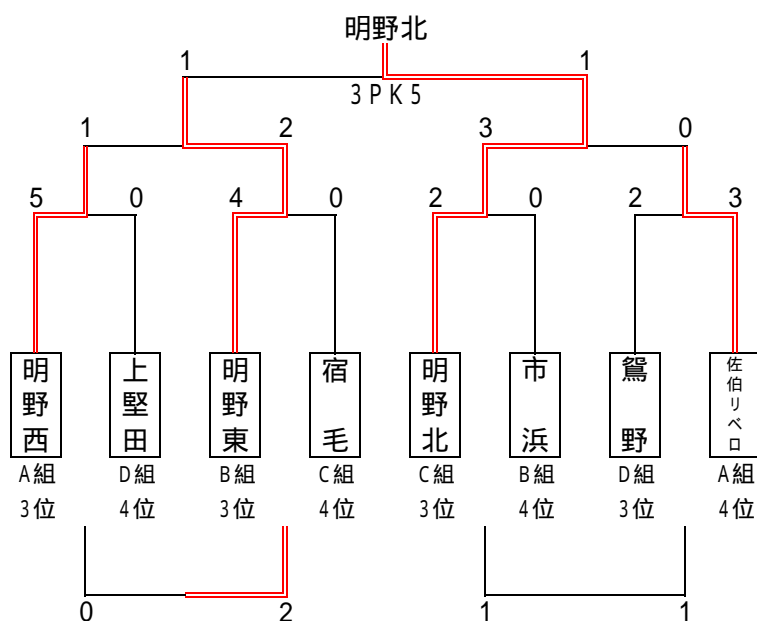 明野北
1 1
3PK5
1 2 3 0
5 0 4 0 2 0 2 3
明野西 上堅田 明野東 宿毛 明野北 市浜 鴛野 佐伯リベロ
A組 D組 B組 C組 C組 B組 D組 A組
3位 4位 3位 4位 3位 4位 3位 4位
0 2 1 1